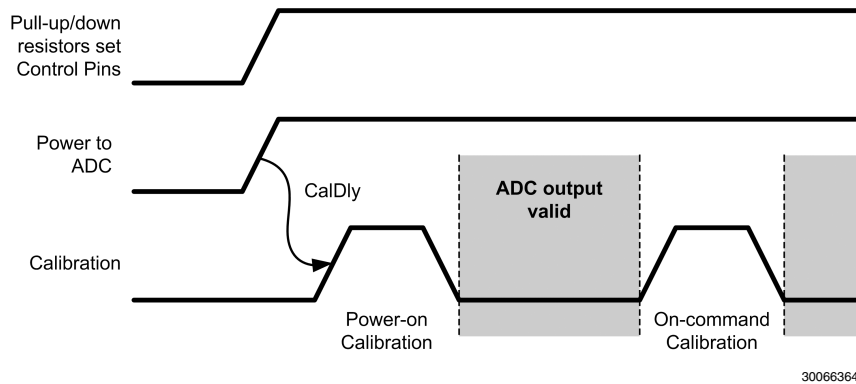 Pull-up/down
resistors set
Control Pins
Power to
ADC
CalDly
ADC output
valid
Calibration
Power-on
Calibration
On-command
Calibration
30066364